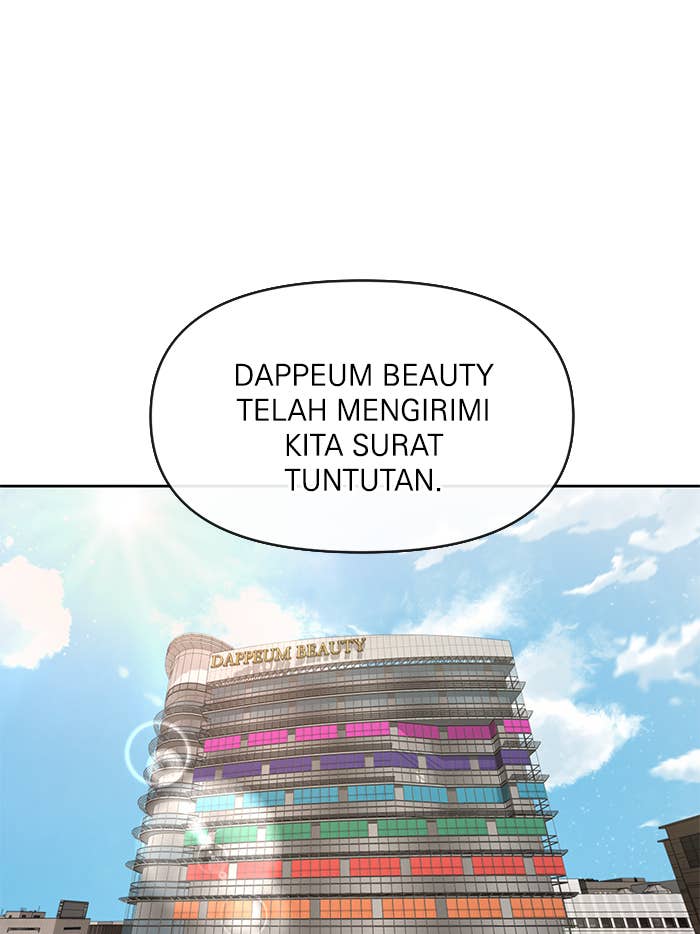 DAPPEUM BEAUTY
TELAH MENGIRIMI
KITA SURAT
TUNTUTAN.
DAPPEUM BEAUTY